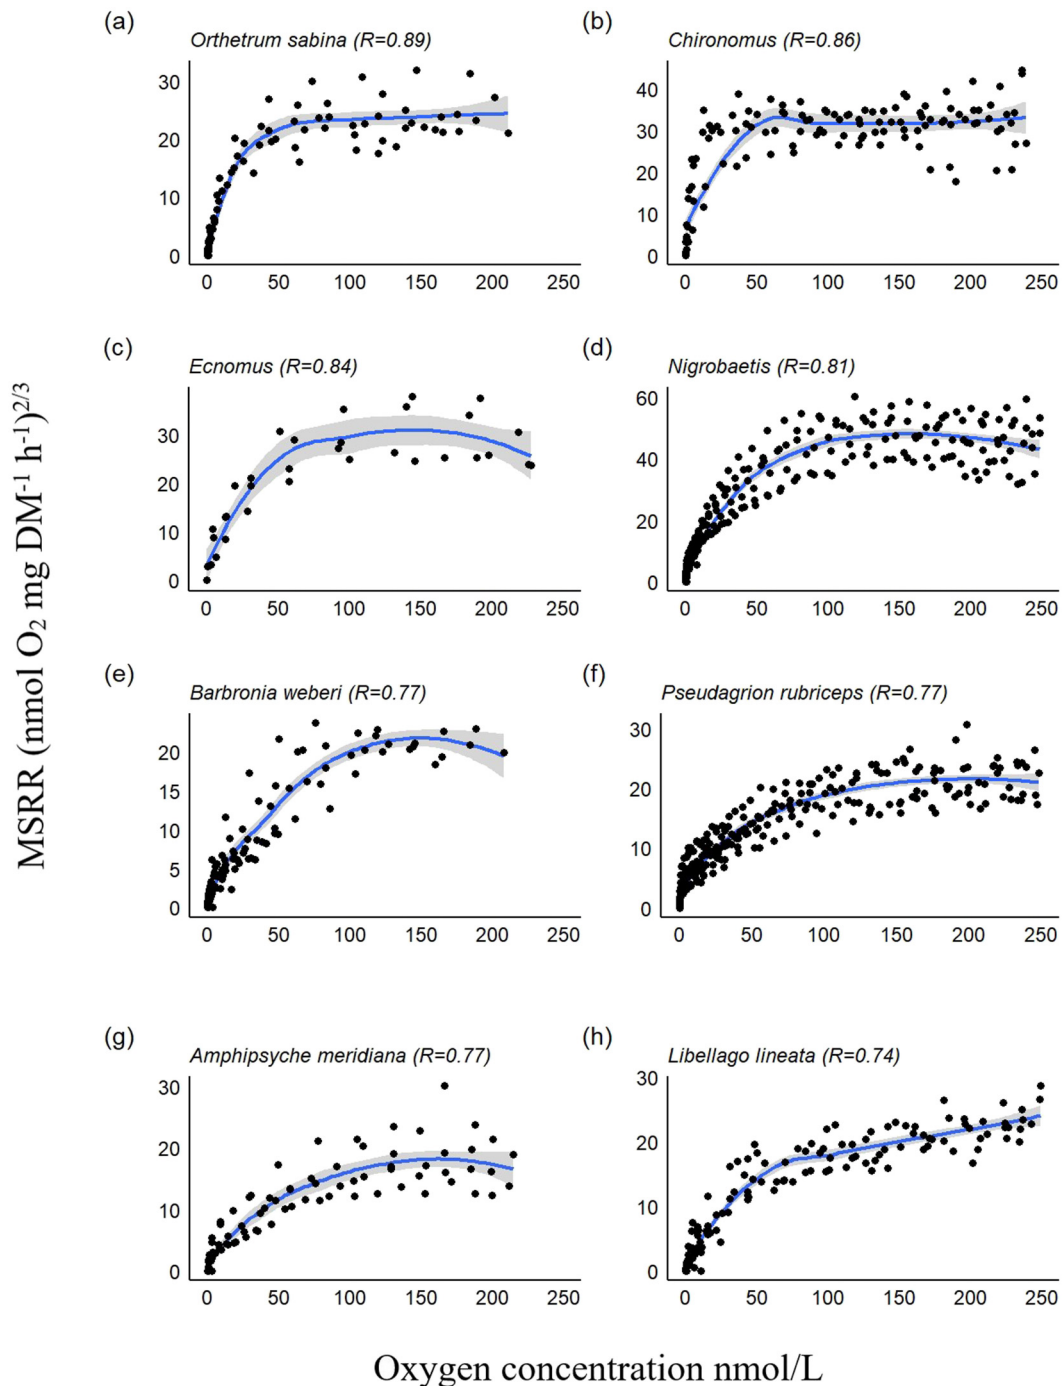 (a)
Orthetrum sabina (R=0.89)
30
20
10
0
0 50 100 150 200 250
(b)
Chironomus (R=0.86)
40
30
20
10
0
0 50 100 150 200 250
(c)
Ecnomus (R=0.84)
30
20
10
0
0 50 100 150 200 250
(d)
Nigrobaetis (R=0.81)
60
40
20
0
0 50 100 150 200 250
MSRR (nmol O₂ mg DM⁻¹ h⁻¹)²ᐟ³
(e)
Barbronia weberi (R=0.77)
20
15
10
5
0
0 50 100 150 200 250
(f)
Pseudagrion rubriceps (R=0.77)
30
20
10
0
0 50 100 150 200 250
(g)
Amphipsyche meridiana (R=0.77)
30
20
10
0
0 50 100 150 200 250
(h)
Libellago lineata (R=0.74)
30
20
10
0
0 50 100 150 200 250
Oxygen concentration nmol/L